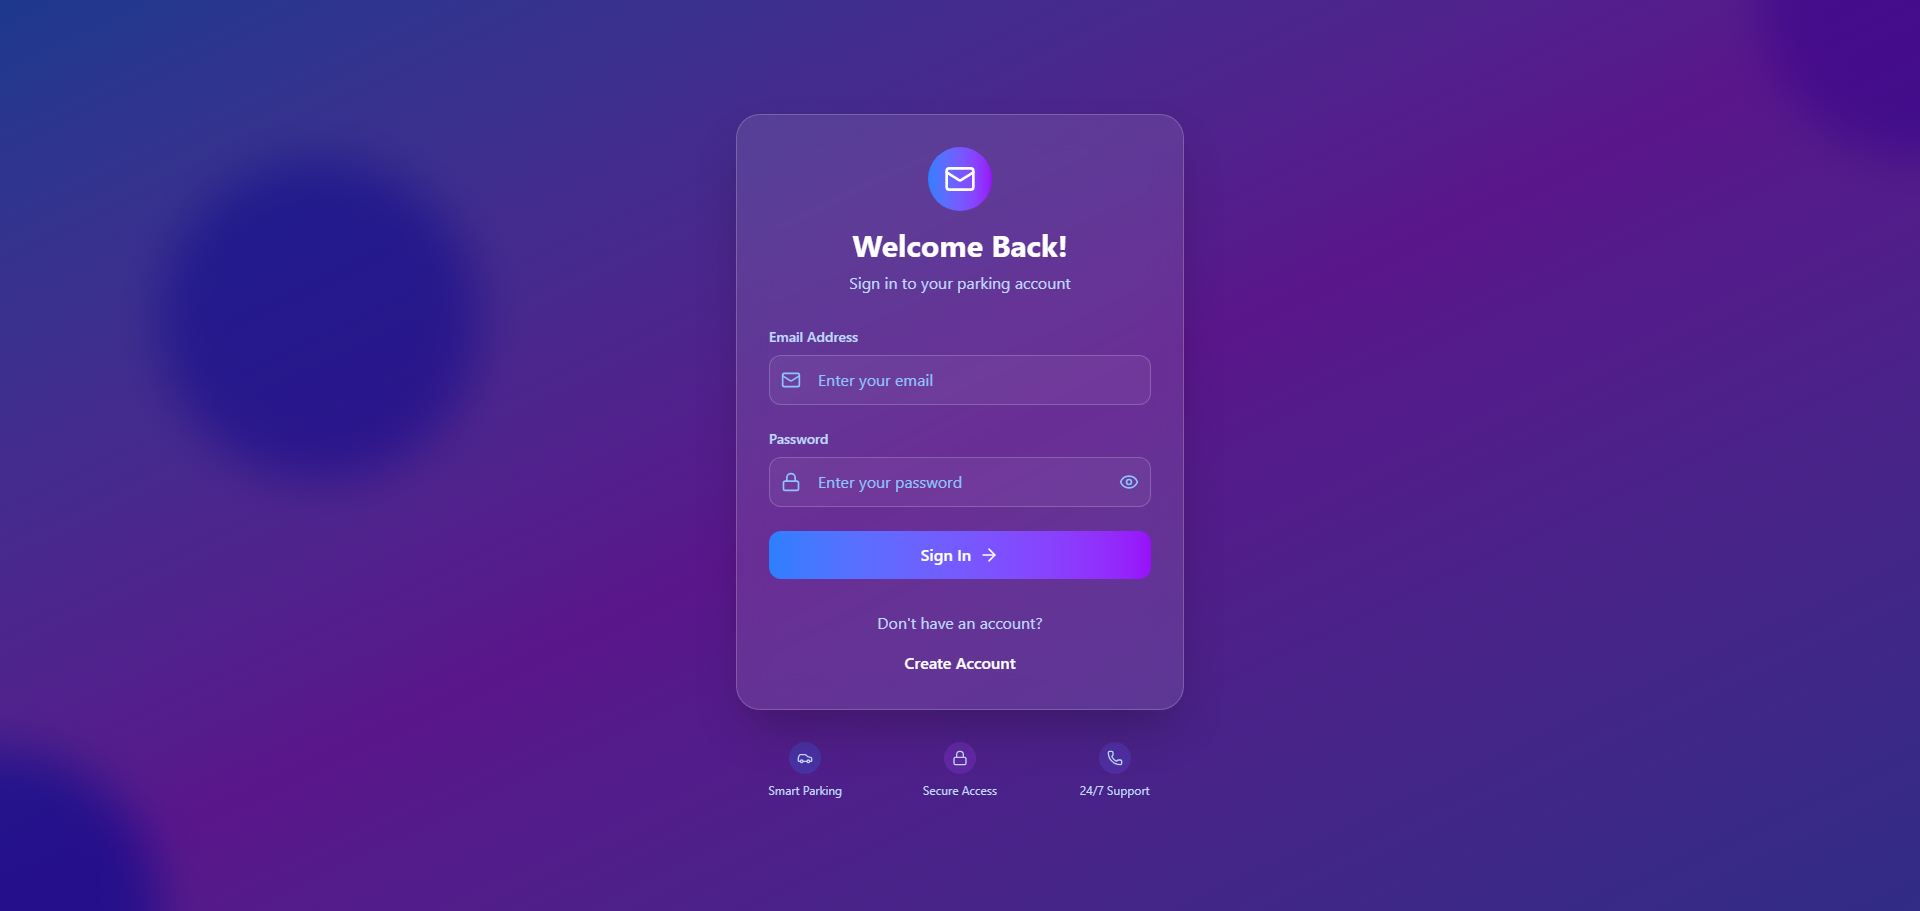 Welcome Back!
Sign in to your parking account
Email Address
Enter your email
Password
Enter your password
Sign In
Don't have an account?
Create Account
Smart Parking
Secure Access
24/7 Support